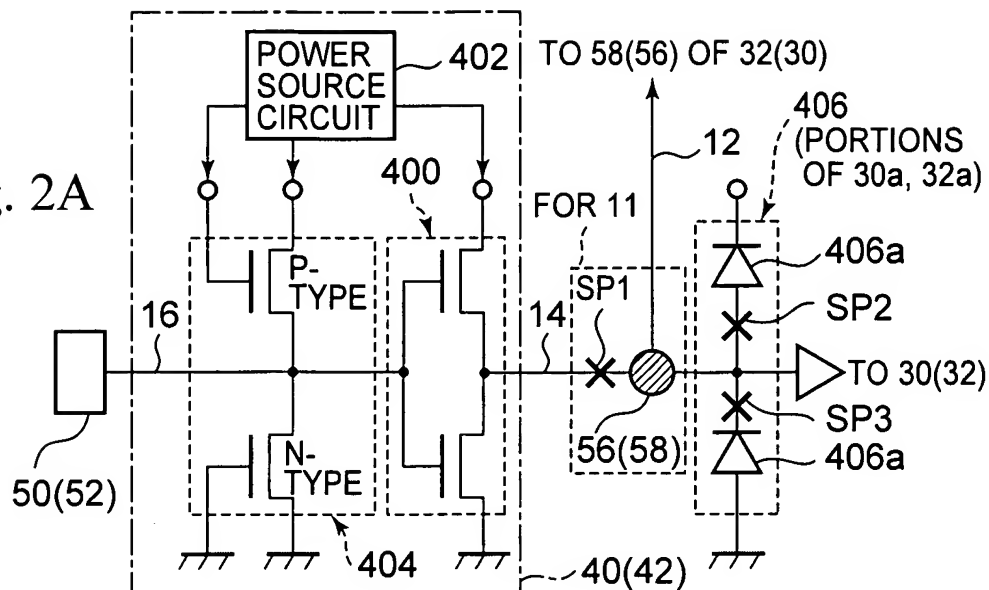 POWER
SOURCE
CIRCUIT
402
TO 58(56) OF 32(30)
406
(PORTIONS
OF 30a, 32a)
12
400
. 2A
FOR 11
P-
TYPE
SP1
406a
SP2
16
14
TO 30(32)
SP3
N-
TYPE
56(58)
406a
50(52)
404
40(42)